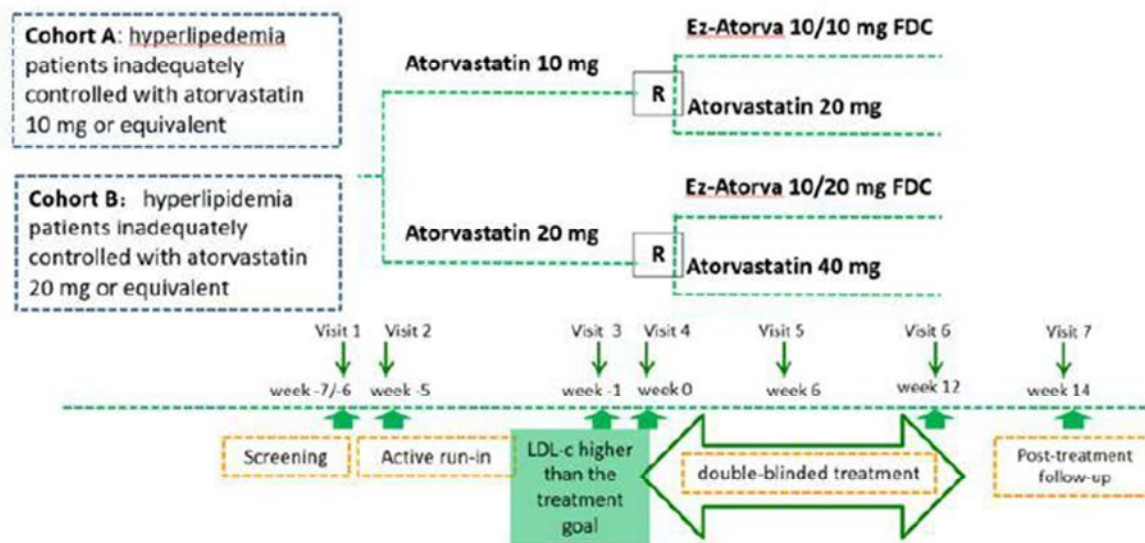 Cohort A: hyperlipedemia
patients inadequately
controlled with atorvastatin
10 mg or equivalent
Cohort B: hyperlipidemia
patients inadequately
controlled with atorvastatin
20 mg or equivalent
Atorvastatin 10 mg
R
Ez-Atorva 10/10 mg FDC
Atorvastatin 20 mg
Atorvastatin 20 mg
R
Ez-Atorva 10/20 mg FDC
Atorvastatin 40 mg
Visit 1 Visit 2 Visit 3 Visit 4 Visit 5 Visit 6 Visit 7
week -7/-6 week -5 week -1 week 0 week 6 week 12 week 14
Screening
Active run-in
LDL-c higher
than the
treatment
goal
double-blinded treatment
Post-treatment
follow-up